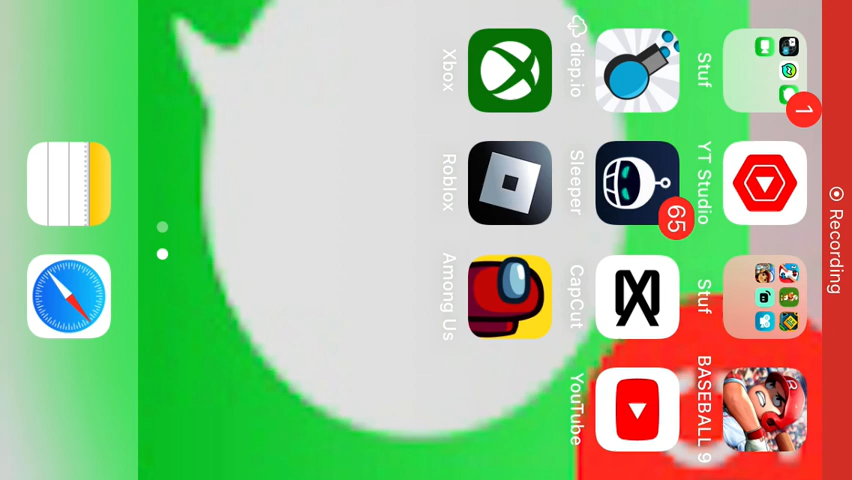 Recording
1
Stuf
YT Studio
Stuf
BASEBALL 9
65
diep.io
Sleeper
CapCut
YouTube
Xbox
Roblox
Among Us